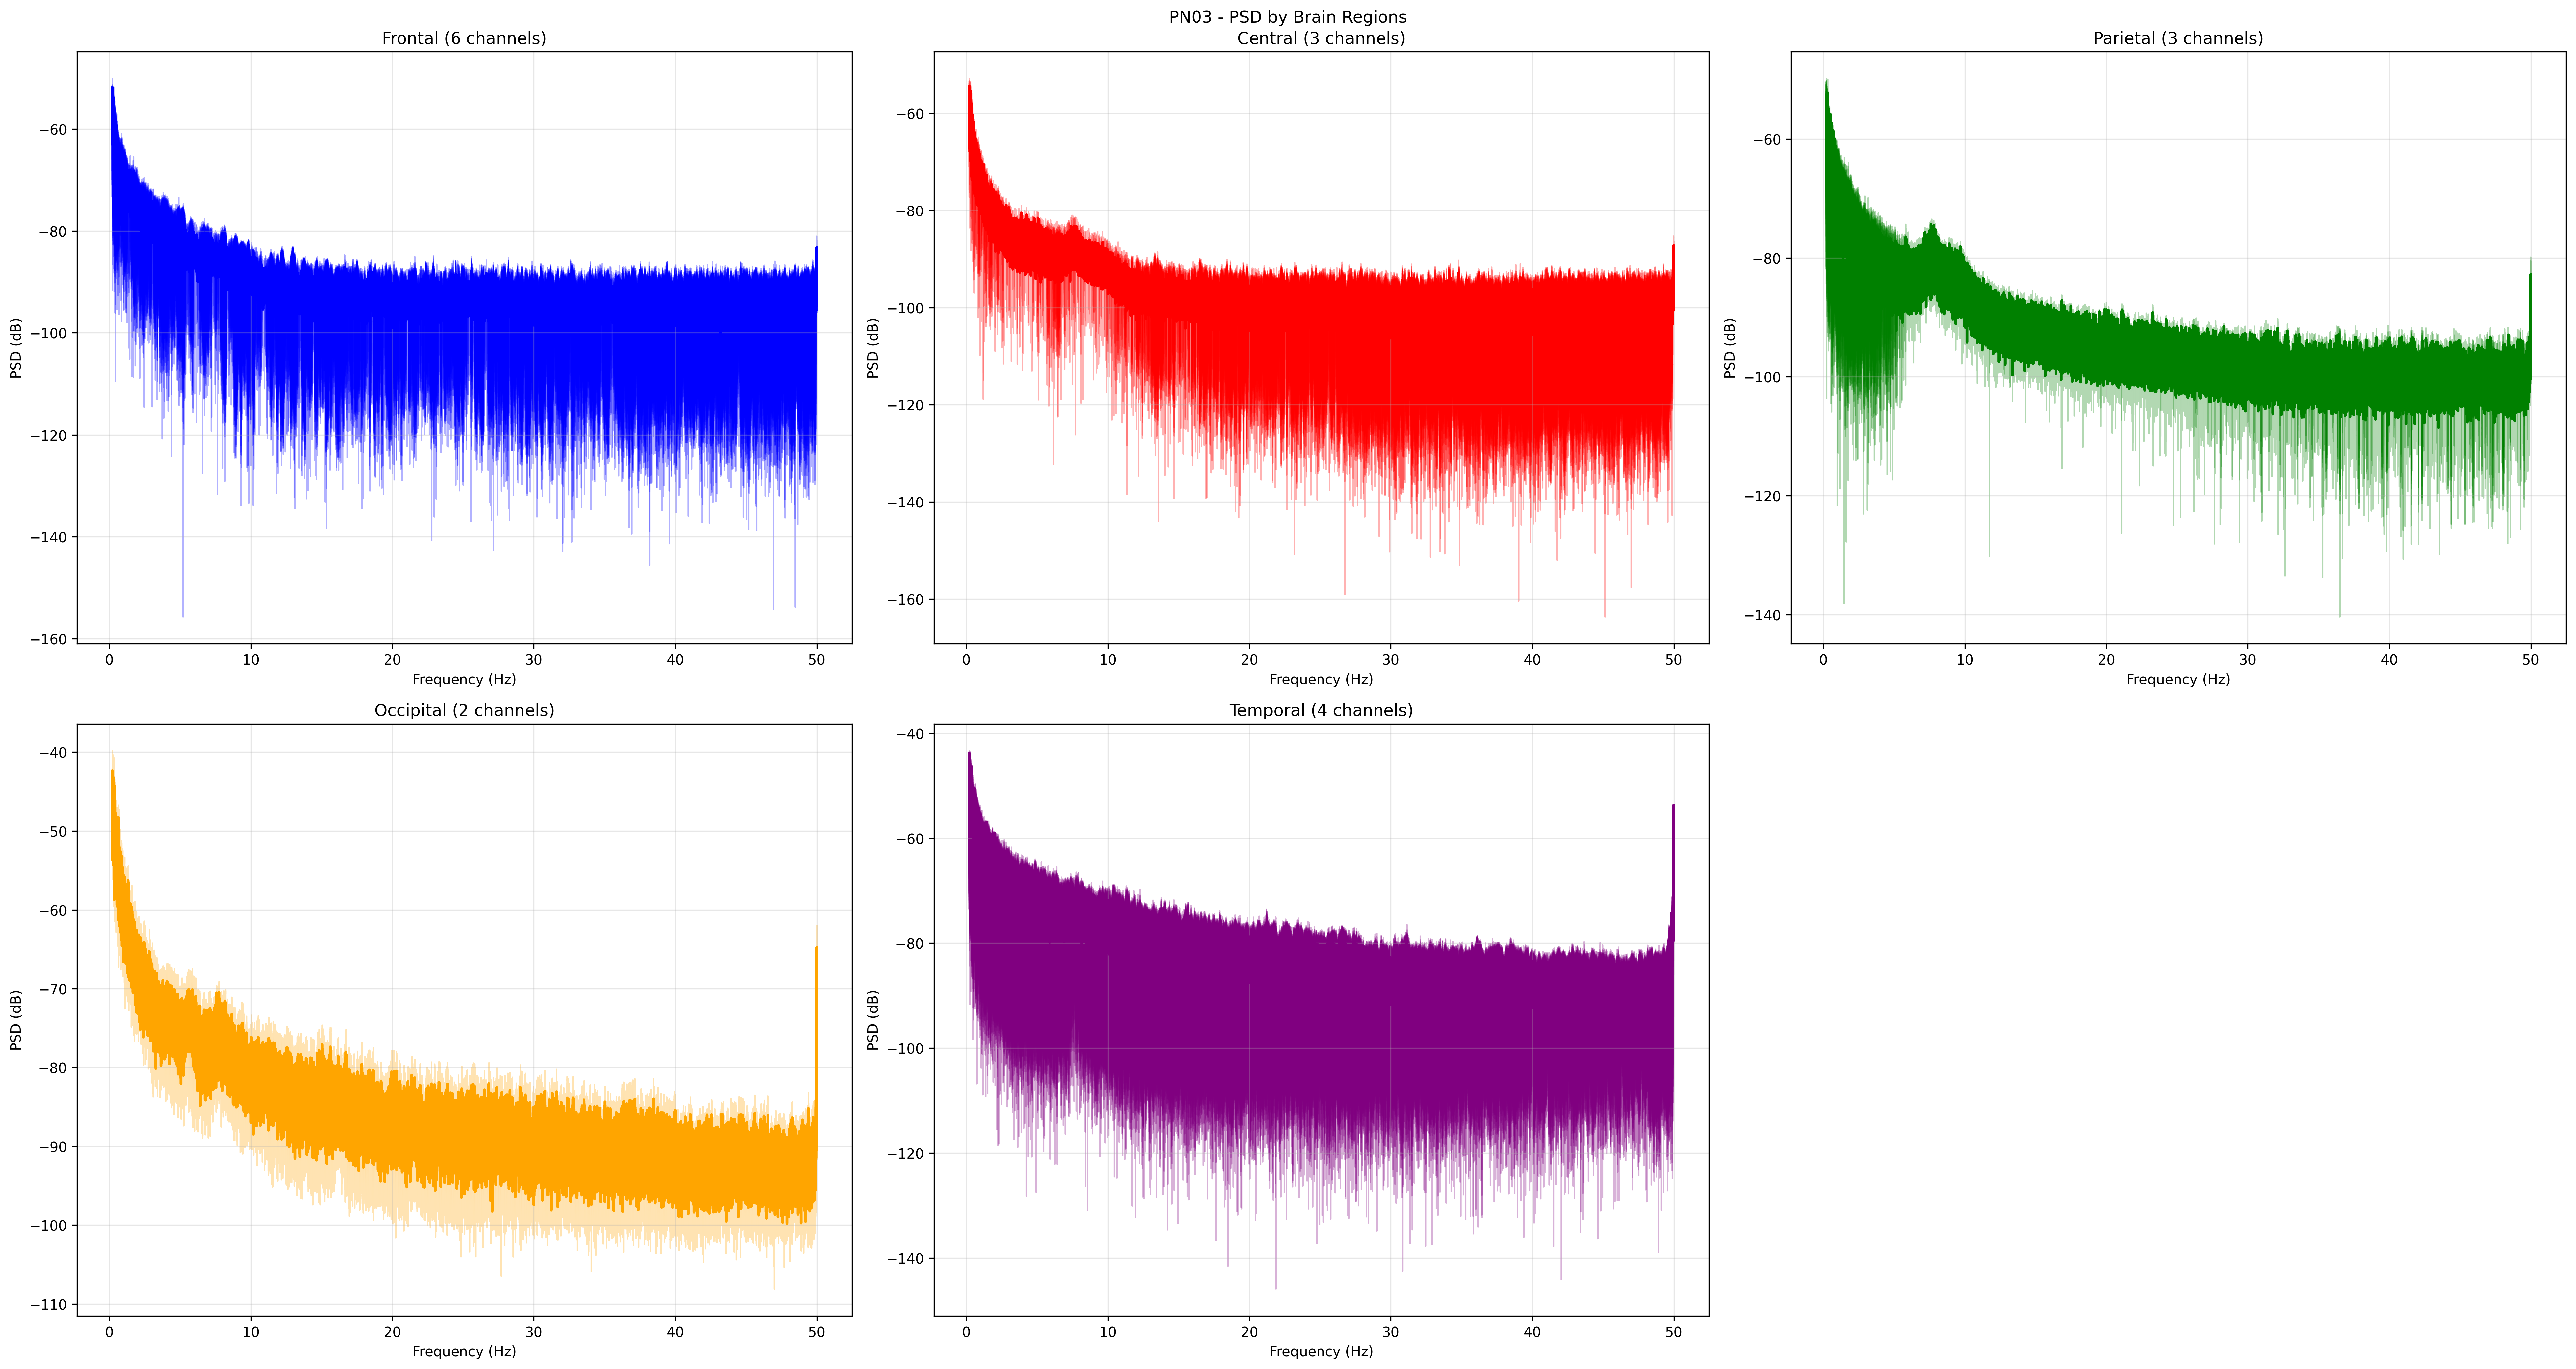 PN03 - PSD by Brain Regions
Frontal (6 channels)
PSD (dB)
−60
−80
−100
−120
−140
−160
0 10 20 30 40 50
Frequency (Hz)
Central (3 channels)
PSD (dB)
−60
−80
−100
−120
−140
−160
0 10 20 30 40 50
Frequency (Hz)
Parietal (3 channels)
PSD (dB)
−60
−80
−100
−120
−140
0 10 20 30 40 50
Frequency (Hz)
Occipital (2 channels)
PSD (dB)
−40
−50
−60
−70
−80
−90
−100
−110
0 10 20 30 40 50
Frequency (Hz)
Temporal (4 channels)
PSD (dB)
−40
−60
−80
−100
−120
−140
0 10 20 30 40 50
Frequency (Hz)